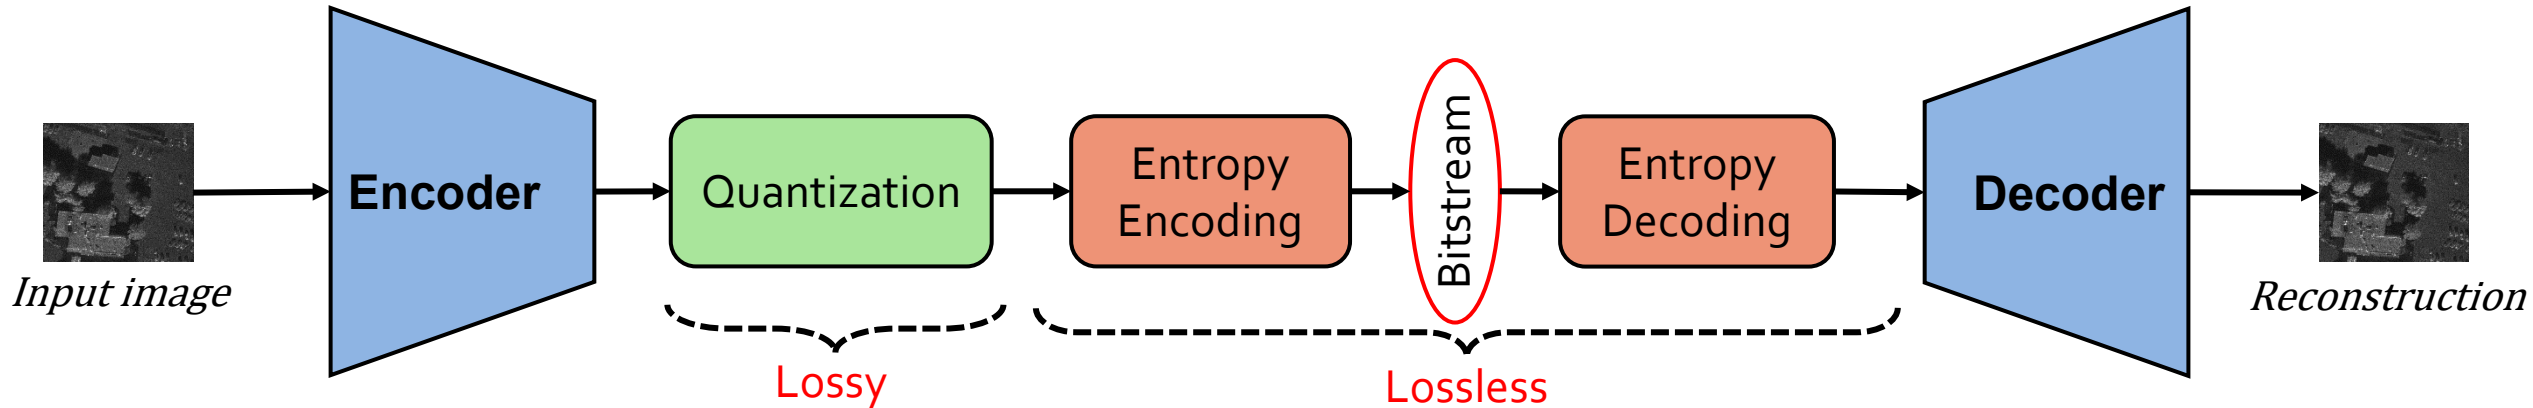 Input image
Encoder
Quantization
Lossy
Entropy
Encoding
Bitstream
Entropy
Decoding
Lossless
Decoder
Reconstruction